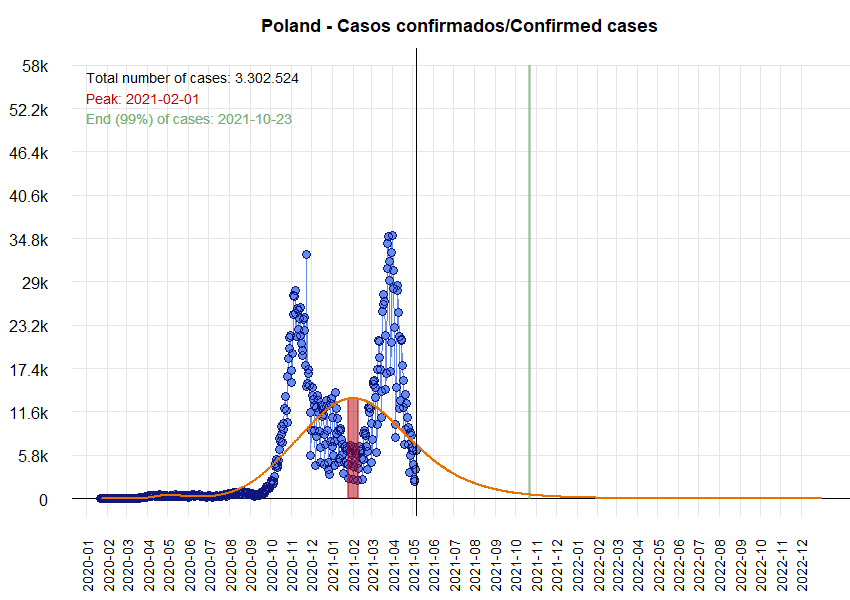 Poland - Casos confirmados/Confirmed cases
58k
52.2k
46.4k
40.6k
34.8k
29k
23.2k
17.4k
11.6k
5.8k
0
Total number of cases: 3.302.524
Peak: 2021-02-01
End (99%) of cases: 2021-10-23
2020-01
2020-02
2020-03
2020-04
2020-05
2020-06
2020-07
2020-08
2020-09
2020-10
2020-11
2020-12
2021-01
2021-02
2021-03
2021-04
2021-05
2021-06
2021-07
2021-08
2021-09
2021-10
2021-11
2021-12
2022-01
2022-02
2022-03
2022-04
2022-05
2022-06
2022-07
2022-08
2022-09
2022-10
2022-11
2022-12